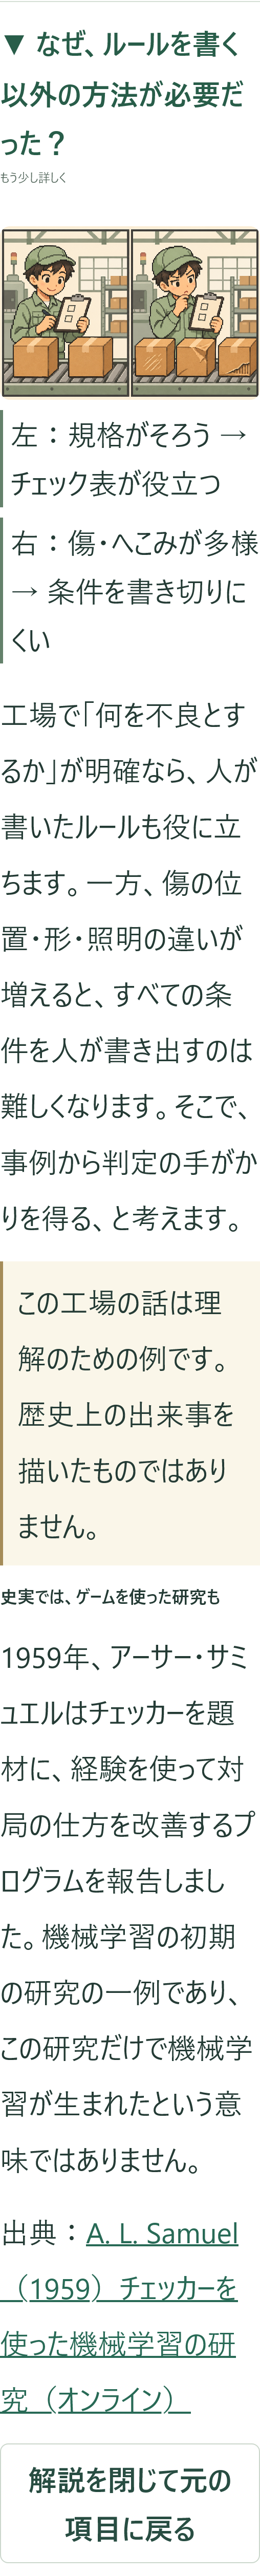 ▼ なぜ、ルールを書く
以外の方法が必要だ
った？
もう少し詳しく
左：規格がそろう →
チェック表が役立つ
右：傷・へこみが多様
→ 条件を書き切りに
くい
工場で「何を不良とす
るか」が明確なら、人が
書いたルールも役に立
ちます。一方、傷の位
置・形・照明の違いが
増えると、すべての条
件を人が書き出すのは
難しくなります。そこで、
事例から判定の手がか
りを得る、と考えます。
この工場の話は理
解のための例です。
歴史上の出来事を
描いたものではあり
ません。
史実では、ゲームを使った研究も
1959年、アーサー・サミ
ュエルはチェッカーを題
材に、経験を使って対
局の仕方を改善するプ
ログラムを報告しまし
た。機械学習の初期
の研究の一例であり、
この研究だけで機械学
習が生まれたという意
味ではありません。
出典：A. L. Samuel
（1959）チェッカーを
使った機械学習の研
究（オンライン）
解説を閉じて元の
項目に戻る